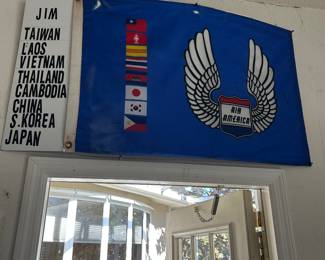 JIM
TAIWAN
LAOS
VIETNAM
THAILAND
CAMBODIA
CHINA
S.KOREA
JAPAN
AIR
AMERICA